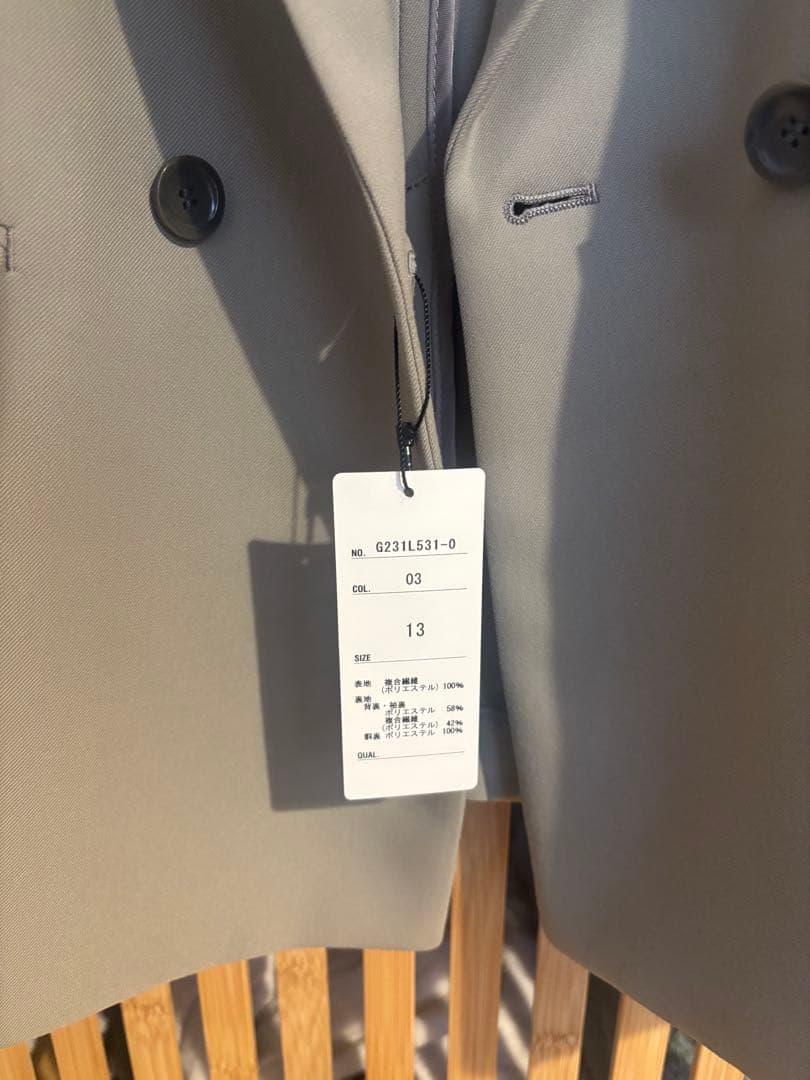 NO. G231L531-0
COL. 03
13
SIZE
表地 複合繊維
(ポリエステル) 100%
裏地
背裏・袖裏
ポリエステル 58%
複合繊維
(ポリエステル) 42%
胴裏 ポリエステル 100%
QUAL.